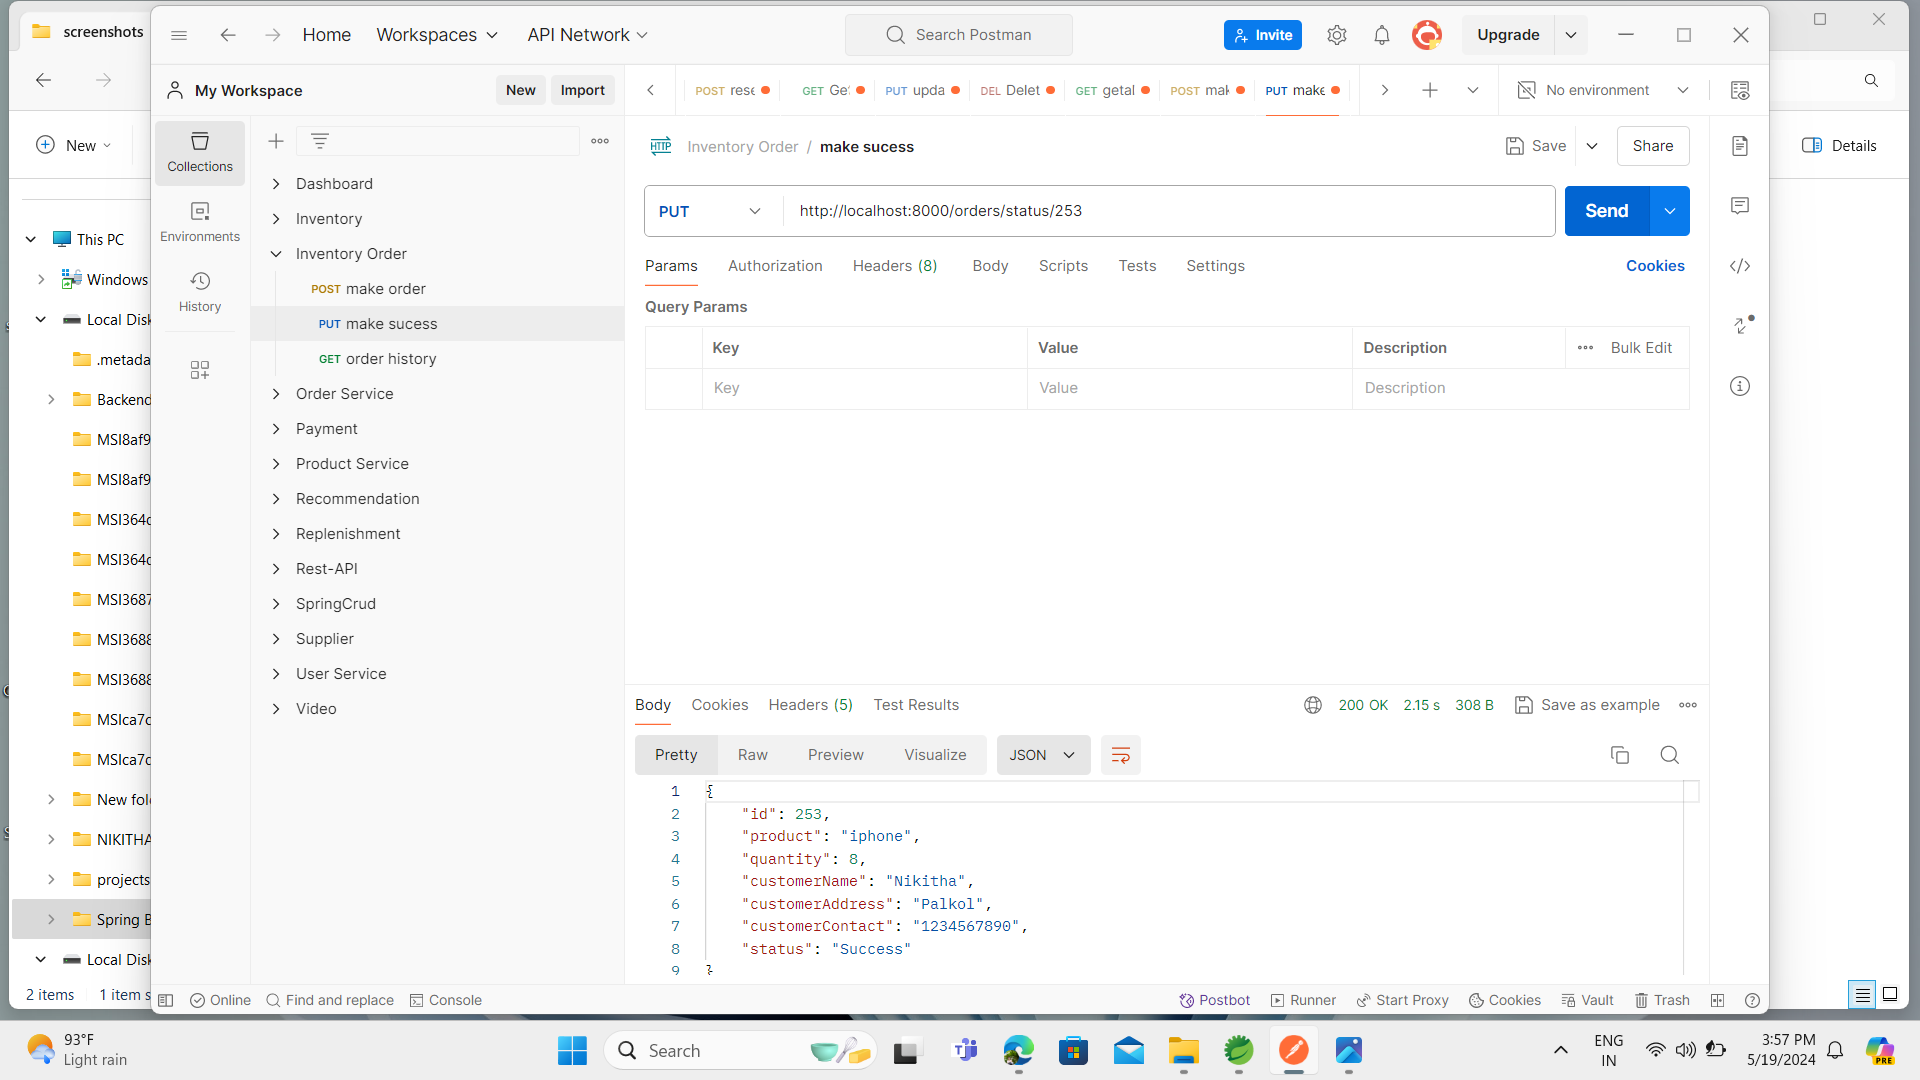 screenshots
Home
Workspaces
API Network
Search Postman
Invite
Upgrade
My Workspace
New
Import
POST rese
GET Ge
PUT upda
DEL Delet
GET getal
POST mak
PUT make
No environment
New
Details
Collections
Environments
History
Dashboard
Inventory
Inventory Order
POST make order
PUT make sucess
GET order history
Order Service
Payment
Product Service
Recommendation
Replenishment
Rest-API
SpringCrud
Supplier
User Service
Video
This PC
Windows
Local Disk
.metada
Backend
MSI8af9
MSI8af9
MSI364c
MSI364c
MSI3687
MSI3688
MSI3688
MSIca7c
MSIca7c
New fol
NIKITHA
projects
Spring B
Local Disk
2 items 1 item s
HTTP Inventory Order / make sucess
Save
Share
PUT
http://localhost:8000/orders/status/253
Send
Params Authorization Headers (8) Body Scripts Tests Settings Cookies
Query Params
Key Value Description Bulk Edit
Key Value Description
Body Cookies Headers (5) Test Results 200 OK 2.15 s 308 B Save as example
Pretty Raw Preview Visualize JSON
1 {
2 "id": 253,
3 "product": "iphone",
4 "quantity": 8,
5 "customerName": "Nikitha",
6 "customerAddress": "Palkol",
7 "customerContact": "1234567890",
8 "status": "Success"
9 }
Online Find and replace Console Postbot Runner Start Proxy Cookies Vault Trash
93°F
Light rain
Search
ENG
IN
3:57 PM
5/19/2024
PRE